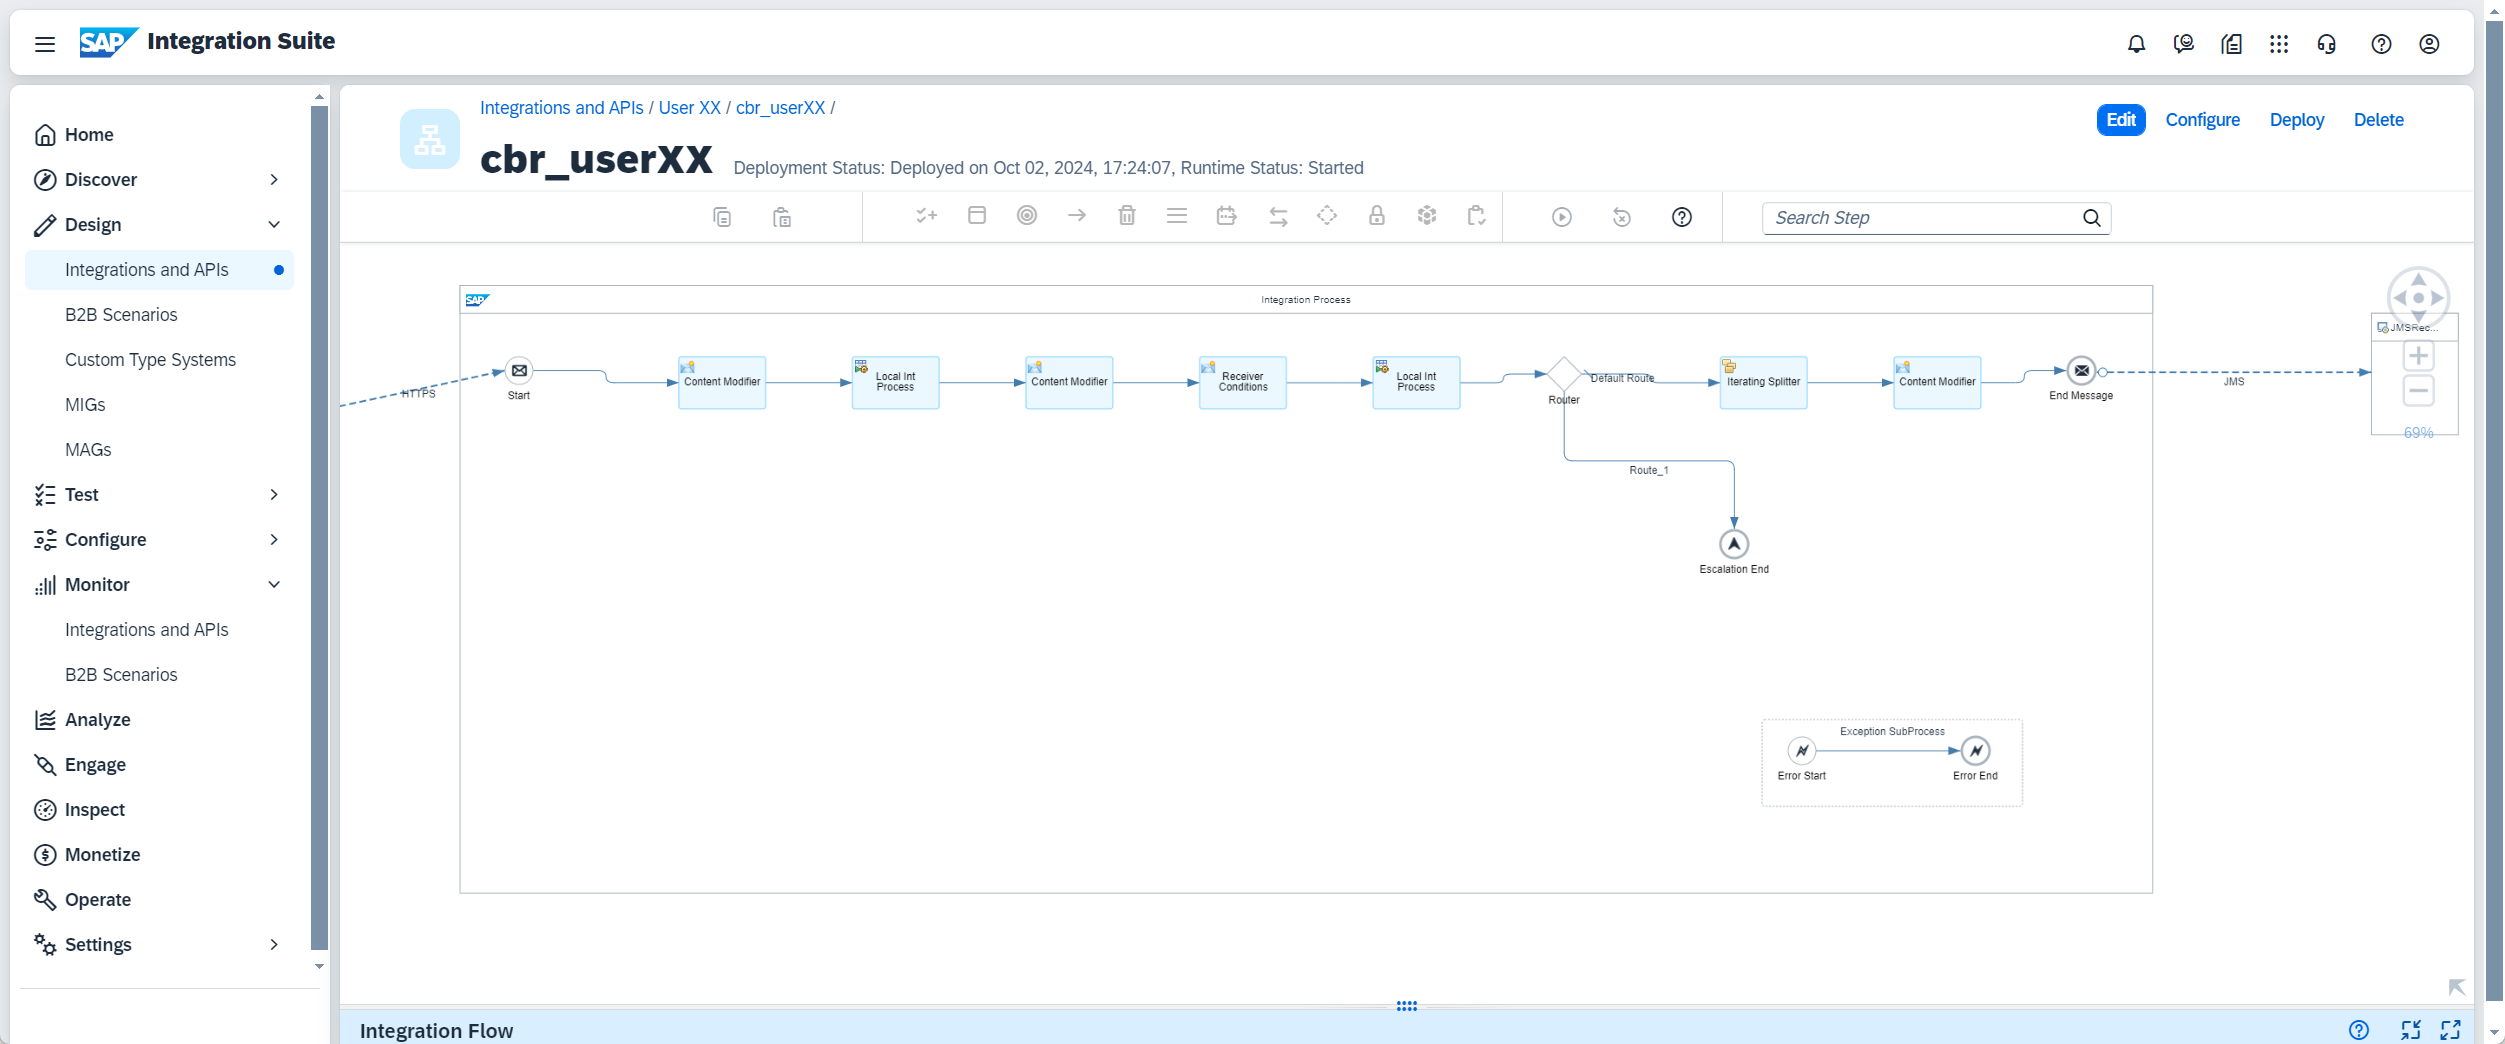 SAP Integration Suite
Home
Discover
Design
Integrations and APIs
B2B Scenarios
Custom Type Systems
MIGs
MAGs
Test
Configure
Monitor
Integrations and APIs
B2B Scenarios
Analyze
Engage
Inspect
Monetize
Operate
Settings
Integrations and APIs / User XX / cbr_userXX /
Edit Configure Deploy Delete
cbr_userXX Deployment Status: Deployed on Oct 02, 2024, 17:24:07, Runtime Status: Started
Search Step
SAP Integration Process
HTTPS
Start
Content Modifier
Local Int
Process
Content Modifier
Receiver
Conditions
Local Int
Process
Router
Default Route
Iterating Splitter
Content Modifier
End Message
JMS
JMSRec...
69%
Route_1
Escalation End
Exception SubProcess
Error Start
Error End
Integration Flow